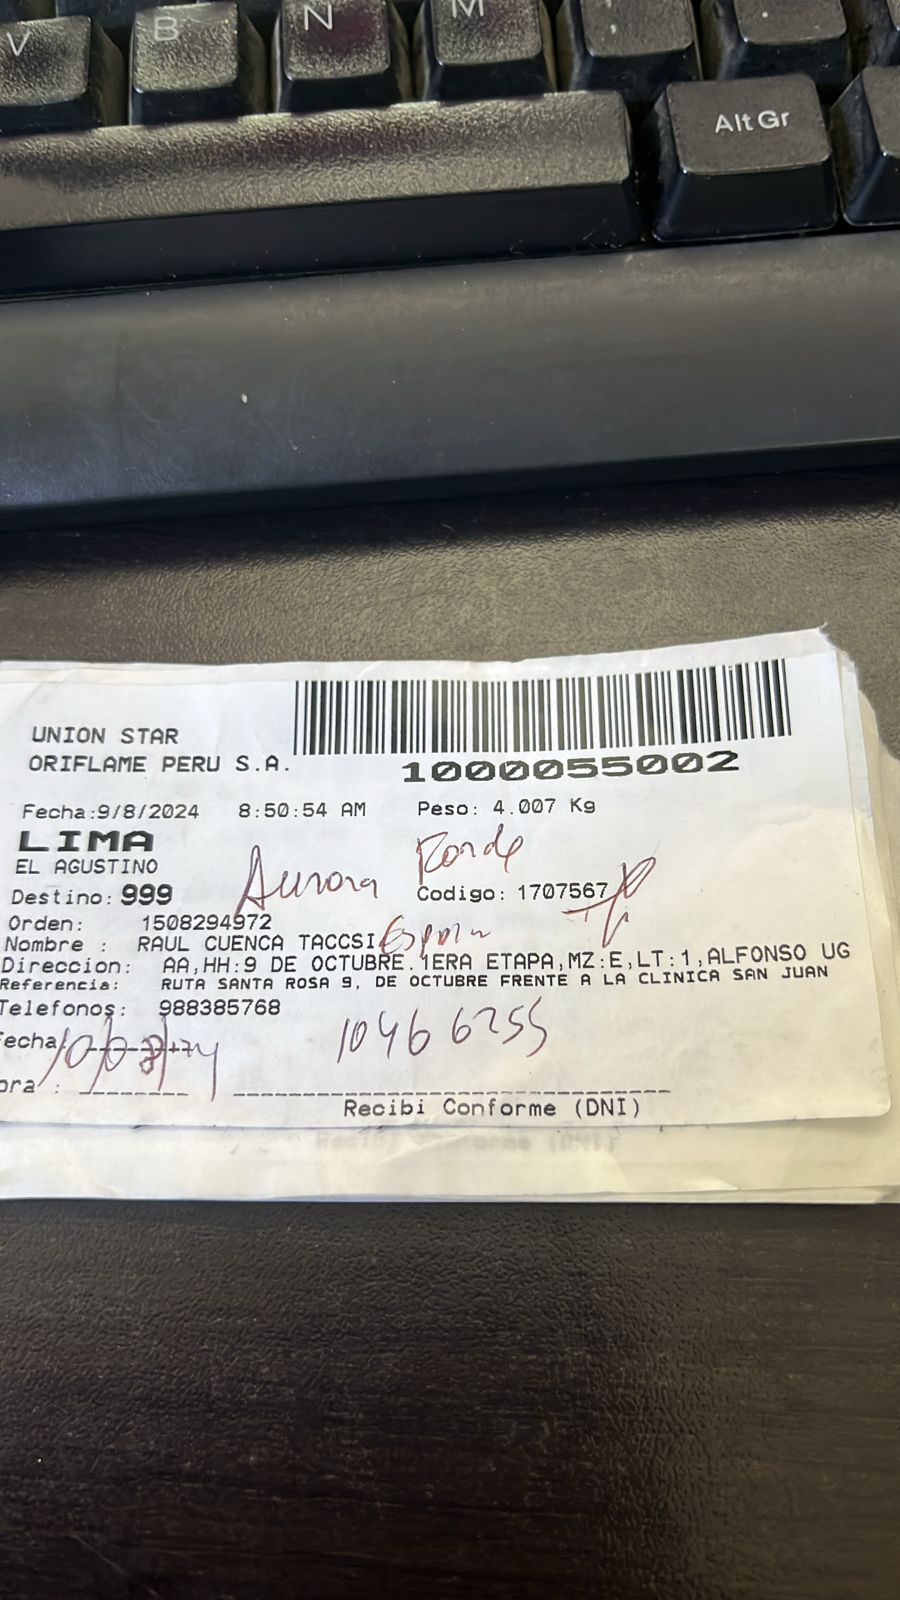 V B N M
AltGr
UNION STAR
ORIFLAME PERU S.A.
1000055002
Fecha:9/8/2024 8:50:54 AM Peso: 4.007 Kg
LIMA
EL AGUSTINO
Aurora
Destino: 999 Codigo: 1707567
Orden: 1508294972
Nombre : RAUL CUENCA TACCSI
Direccion: AA,HH:9 DE OCTUBRE.1ERA ETAPA,MZ:E,LT:1,ALFONSO UG
Referencia: RUTA SANTA ROSA 9, DE OCTUBRE FRENTE A LA CLINICA SAN JUAN
Telefonos: 988385768
echa: 10466255
ora :
Recibi Conforme (DNI)